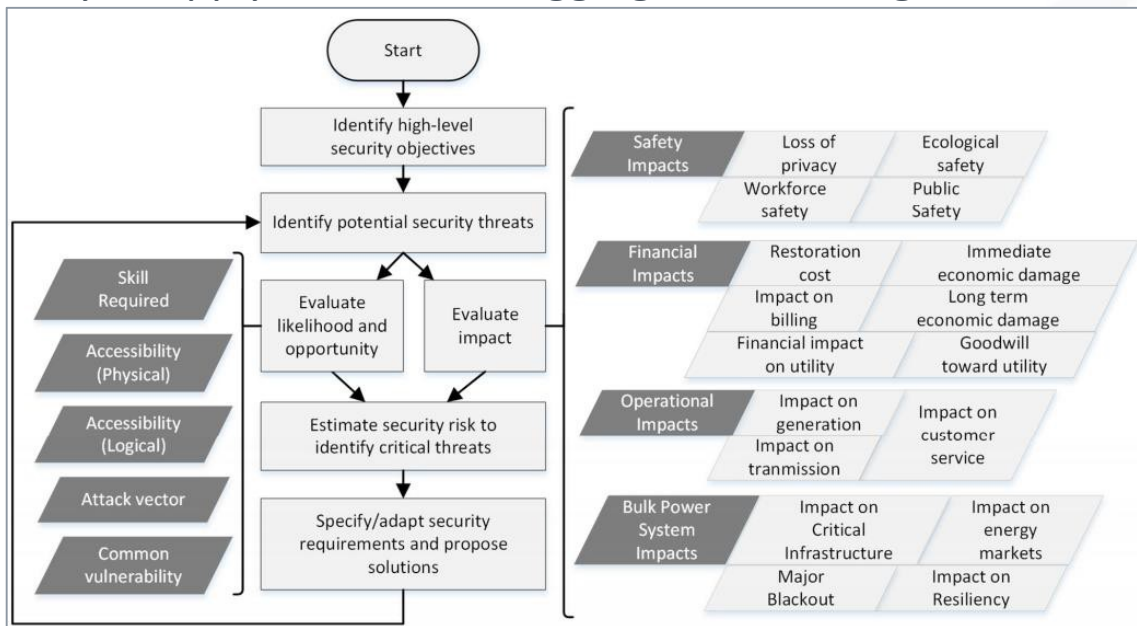 Start
Identify high-level
security objectives
Identify potential security threats
Evaluate
likelihood and
opportunity
Evaluate
impact
Estimate security risk to
identify critical threats
Specify/adapt security
requirements and propose
solutions
Skill
Required
Accessibility
(Physical)
Accessibility
(Logical)
Attack vector
Common
vulnerability
Safety
Impacts
Loss of
privacy
Ecological
safety
Workforce
safety
Public
Safety
Financial
Impacts
Restoration
cost
Immediate
economic damage
Impact on
billing
Long term
economic damage
Financial impact
on utility
Goodwill
toward utility
Operational
Impacts
Impact on
generation
Impact on
customer
service
Impact on
tranmission
Bulk Power
System
Impacts
Impact on
Critical
Infrastructure
Impact on
energy
markets
Major
Blackout
Impact on
Resiliency